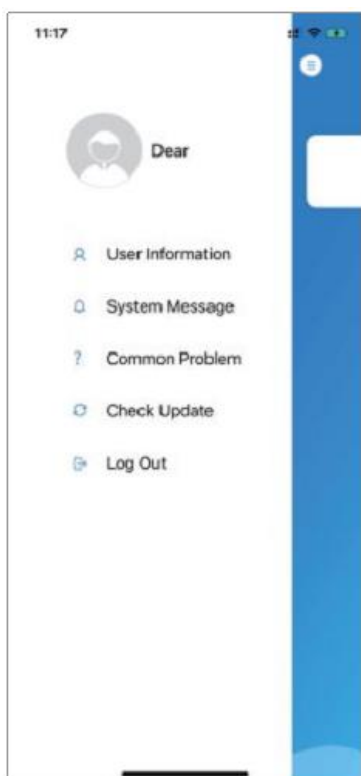 11:17
Dear
User Information
System Message
?
Common Problem
Check Update
Log Out